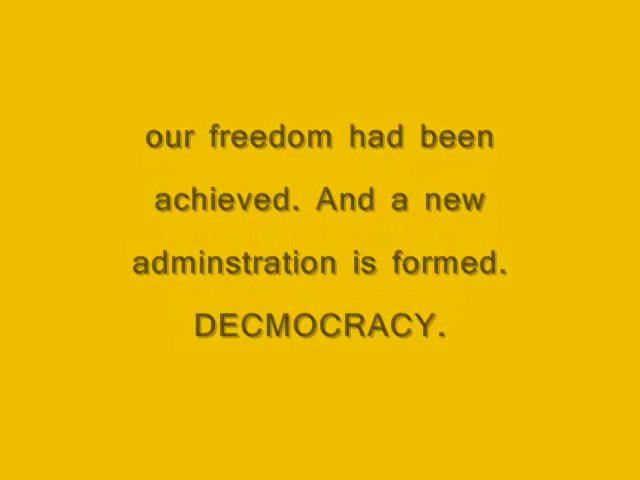 our freedom had been
achieved. And a new
adminstration is formed.
DECMOCRACY.